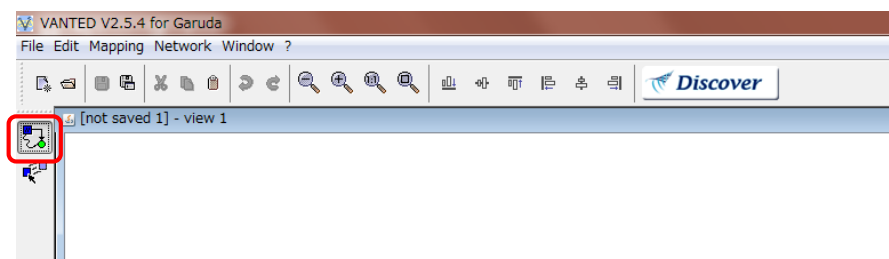 VANTED V2.5.4 for Garuda
File Edit Mapping Network Window ?
Discover
[not saved 1] - view 1